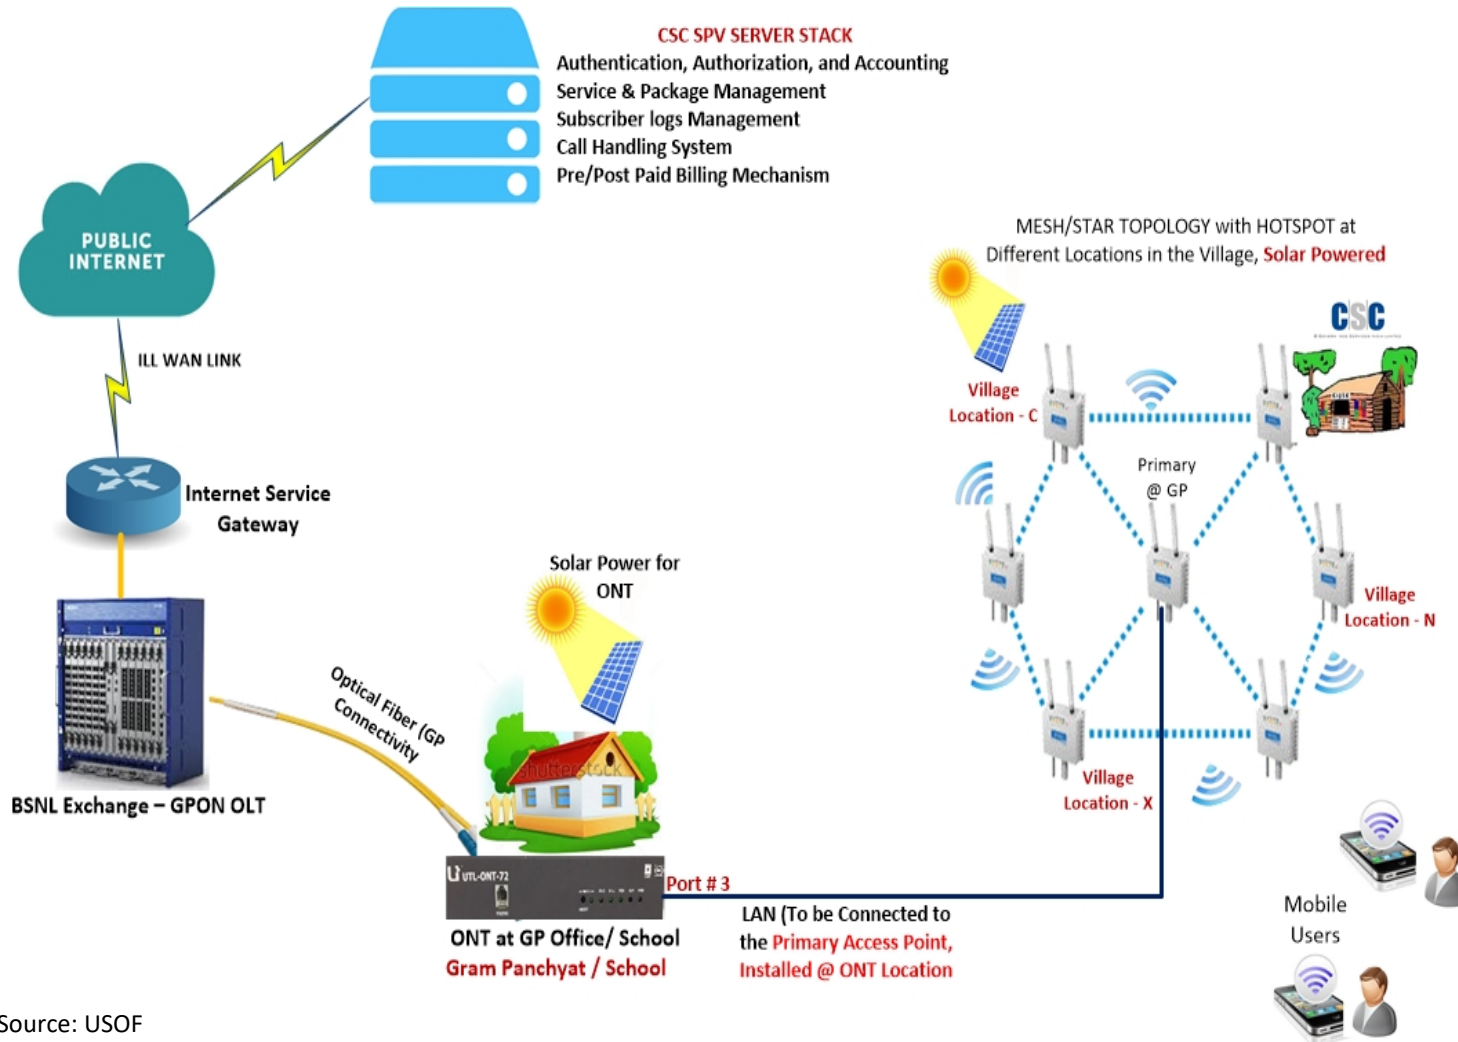 CSC SPV SERVER STACK
Authentication, Authorization, and Accounting
Service & Package Management
Subscriber logs Management
Call Handling System
Pre/Post Paid Billing Mechanism
PUBLIC
INTERNET
ILL WAN LINK
Internet Service
Gateway
BSNL Exchange – GPON OLT
Optical Fiber (GP
Connectivity
Solar Power for
ONT
shutterstock
UTL-ONT-72
ONT at GP Office/ School
Gram Panchyat / School
Port # 3
LAN (To be Connected to
the Primary Access Point,
Installed @ ONT Location
MESH/STAR TOPOLOGY with HOTSPOT at
Different Locations in the Village, Solar Powered
CSC
Village
Location - C
Primary
@ GP
Village
Location - N
Village
Location - X
Mobile
Users
Source: USOF